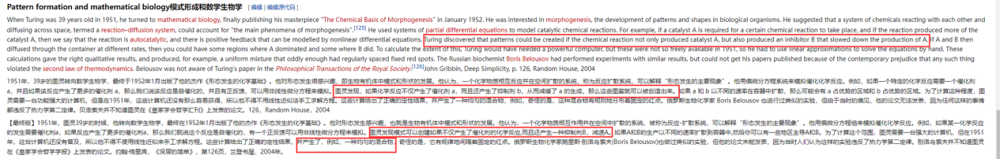 Pattern formation and mathematical biology模式形成和数学生物学 [编辑 | 编辑源代码]
When Turing was 39 years old in 1951, he turned to mathematical biology, finally publishing his masterpiece "The Chemical Basis of Morphogenesis" in January 1952. He was interested in morphogenesis, the development of patterns and shapes in biological organisms. He suggested that a system of chemicals reacting with each other and
diffusing across space, termed a reaction–diffusion system, could account for "the main phenomena of morphogenesis".[125] He used systems of partial differential equations to model catalytic chemical reactions. For example, if a catalyst A is required for a certain chemical reaction to take place, and if the reaction produced more of the
catalyst A, then we say that the reaction is autocatalytic, and there is positive feedback that can be modelled by nonlinear differential equations. Turing discovered that patterns could be created if the chemical reaction not only produced catalyst A, but also produced an inhibitor B that slowed down the production of A. If A and B then
diffused through the container at different rates, then you could have some regions where A dominated and some where B did. To calculate the extent of this, Turing would have needed a powerful computer, but these were not so freely available in 1951, so he had to use linear approximations to solve the equations by hand. These
calculations gave the right qualitative results, and produced, for example, a uniform mixture that oddly enough had regularly spaced fixed red spots. The Russian biochemist Boris Belousov had performed experiments with similar results, but could not get his papers published because of the contemporary prejudice that any such thing
violated the second law of thermodynamics. Belousov was not aware of Turing's paper in the Philosophical Transactions of the Royal Society.[126]John Gribbin, Deep Simplicity, p. 126, Random House, 2004
1951年，39岁的图灵转向数学生物学，最终于1952年1月出版了他的杰作《形态发生的化学基础》。他对形态发生很感兴趣，即生物有机体中模式和形状的发展。他认为，一个化学物质相互反应并在空间扩散的系统，称为反应扩散系统，可以解释“形态发生的主要现象”。他用偏微分方程系统来模拟催化化学反应。例如，如果一个特定的化学反应需要一个催化剂
a，并且如果该反应产生了更多的催化剂 a，那么我们说该反应是自催化的，并且有正反馈，可以用非线性微分方程来模拟。图灵发现，如果化学反应不仅产生了催化剂 a，而且还产生了抑制剂 b，从而减缓了 a 的生成，那么这些图案就可以被创造出来。如果 a 和 b 以不同的速率在容器中扩散，那么可能会有 a 占优势的区域和 b 占优势的区域。为了计算这种程度，图
灵需要一台功能强大的计算机，但是在1951年，这些计算机还没有那么容易获得，所以他不得不用线性近似法手工求解方程。这些计算给出了正确的定性结果，并产生了一种均匀的混合物，例如，奇怪的是，这种混合物有规则地分布着固定的红点。俄罗斯生物化学家 Boris Belousov 也进行过类似的实验，但由于当时的偏见，他的论文无法发表，因为任何这样的事情
都违反了热力学第二定律。贝洛索夫并不知道图灵在《皇家学会哲学汇刊》上发表的论文。126，Random House，2004
【最终版】1951年，图灵39岁的时候，他转向数学生物学，最终在1952年1月出版了他的杰作《形态发生的化学基础》。他对形态发生感兴趣，也就是生物有机体中模式和形状的发展。他认为，一个化学物质相互作用并在空间中扩散的系统，被称为反应-扩散系统，可以解释“形态发生的主要现象”。他用偏微分方程组来模拟催化化学反应。例如，如果某一化学反应
的发生需要催化剂a，如果反应产生了更多的催化剂a，那么我们就说这个反应是自催化的，有一个正反馈可以用非线性微分方程来模拟。图灵发现模式可以创建如果不仅产生了催化剂的化学反应,而且还产生一种抑制剂B，减速A。如果A和B的生产以不同的速率扩散到容器中,然后你可以有一些地区主导A和B。为了计算这个范围，图灵需要一台强大的计算机，但在1951
年，这台计算机还没有普及，所以他不得不使用线性近似来手工求解方程。这些计算给出了正确的定性结果，并产生了，例如，一种均匀的混合物，奇怪的是，它有规律地间隔着固定的红点。俄罗斯生物化学家鲍里斯·别洛乌索夫(Boris Belousov)也做过类似的实验，但他的论文未能发表，因为当时人们认为这样的实验违反了热力学第二定律。别洛乌索夫并不知道图灵
在《皇家学会哲学学报》上发表的论文。约翰·格里宾，《深层的简单》，第126页，兰登书屋，2004年。